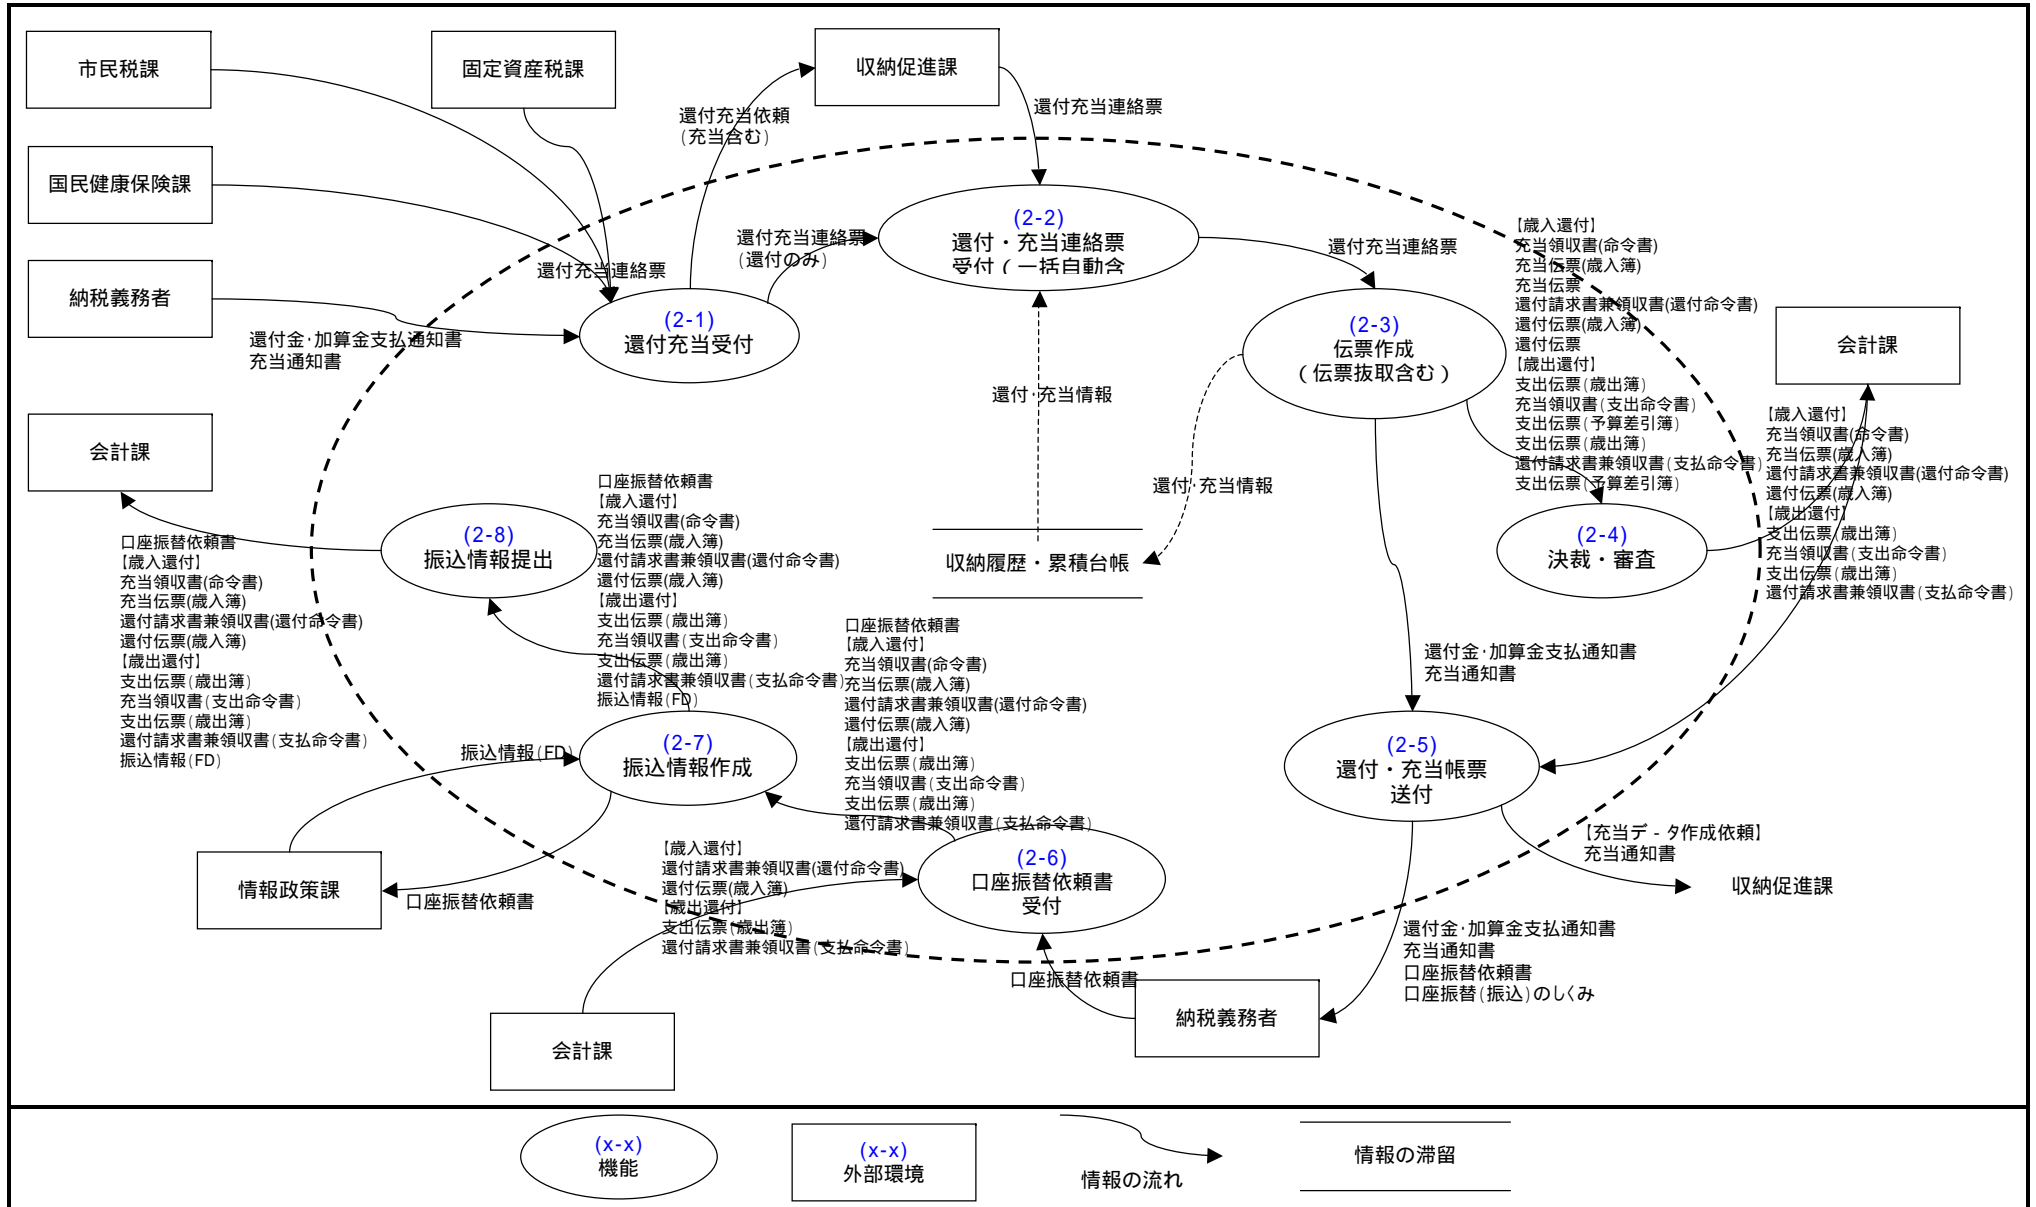 市民税課
固定資産税課
収納促進課
還付充当依頼
(充当含む)
還付充当連絡票
国民健康保険課
納税義務者
還付充当連絡票
還付金・加算金支払通知書
充当通知書
(2-1)
還付充当受付
還付充当連絡票
(還付のみ)
(2-2)
還付・充当連絡票
受付(一括自動含
還付充当連絡票
(2-3)
伝票作成
(伝票抜取含む)
【歳入還付】
充当領収書(命令書)
充当伝票(歳入簿)
充当伝票
還付請求書兼領収書(還付命令書)
還付伝票(歳入簿)
還付伝票
【歳出還付】
支出伝票(歳出簿)
充当領収書(支出命令書)
支出伝票(予算差引簿)
支出伝票(歳出簿)
還付請求書兼領収書(支払命令書)
支出伝票(予算差引簿)
会計課
【歳入還付】
充当領収書(命令書)
充当伝票(歳入簿)
還付請求書兼領収書(還付命令書)
還付伝票(歳入簿)
【歳出還付】
支出伝票(歳出簿)
充当領収書(支出命令書)
支出伝票(歳出簿)
還付請求書兼領収書(支払命令書)
(2-4)
決裁・審査
還付・充当情報
還付・充当情報
収納履歴・累積台帳
会計課
(2-8)
振込情報提出
口座振替依頼書
【歳入還付】
充当領収書(命令書)
充当伝票(歳入簿)
還付請求書兼領収書(還付命令書)
還付伝票(歳入簿)
【歳出還付】
支出伝票(歳出簿)
充当領収書(支出命令書)
支出伝票(歳出簿)
還付請求書兼領収書(支払命令書)
振込情報(FD)
口座振替依頼書
【歳入還付】
充当領収書(命令書)
充当伝票(歳入簿)
還付請求書兼領収書(還付命令書)
還付伝票(歳入簿)
【歳出還付】
支出伝票(歳出簿)
充当領収書(支出命令書)
支出伝票(歳出簿)
還付請求書兼領収書(支払命令書)
振込情報(FD)
口座振替依頼書
【歳入還付】
充当領収書(命令書)
充当伝票(歳入簿)
還付請求書兼領収書(還付命令書)
還付伝票(歳入簿)
【歳出還付】
支出伝票(歳出簿)
充当領収書(支出命令書)
支出伝票(歳出簿)
還付請求書兼領収書(支払命令書)
還付金・加算金支払通知書
充当通知書
(2-5)
還付・充当帳票
送付
振込情報(FD)
(2-7)
振込情報作成
情報政策課
口座振替依頼書
【歳入還付】
還付請求書兼領収書(還付命令書)
還付伝票(歳入簿)
【歳出還付】
支出伝票(歳出簿)
還付請求書兼領収書(支払命令書)
(2-6)
口座振替依頼書
受付
【充当デ-タ作成依頼】
充当通知書
収納促進課
還付金・加算金支払通知書
充当通知書
口座振替依頼書
口座振替(振込)のしくみ
口座振替依頼書
納税義務者
会計課
(x-x)
機能
(x-x)
外部環境
情報の流れ
情報の滞留